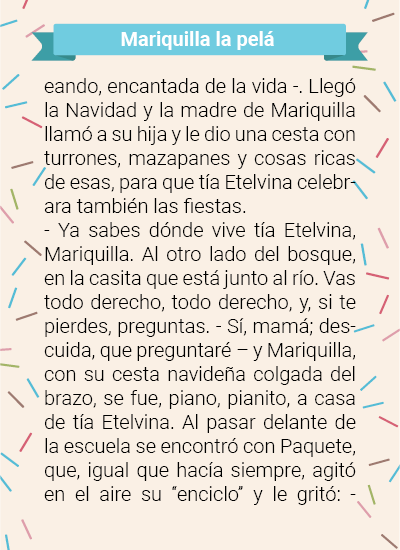 Mariquilla la pelá
eando, encantada de la vida -. Llegó
la Navidad y la madre de Mariquilla
llamó a su hija y le dio una cesta con
turrones, mazapanes y cosas ricas
de esas, para que tía Etelvina celebr-
ara también las fiestas.
- Ya sabes dónde vive tía Etelvina,
Mariquilla. Al otro lado del bosque,
en la casita que está junto al río. Vas
todo derecho, todo derecho, y, si te
pierdes, preguntas. - Sí, mamá; des-
cuida, que preguntaré – y Mariquilla,
con su cesta navideña colgada del
brazo, se fue, piano, pianito, a casa
de tía Etelvina. Al pasar delante de
la escuela se encontró con Paquete,
que, igual que hacía siempre, agitó
en el aire su “enciclo” y le gritó: -